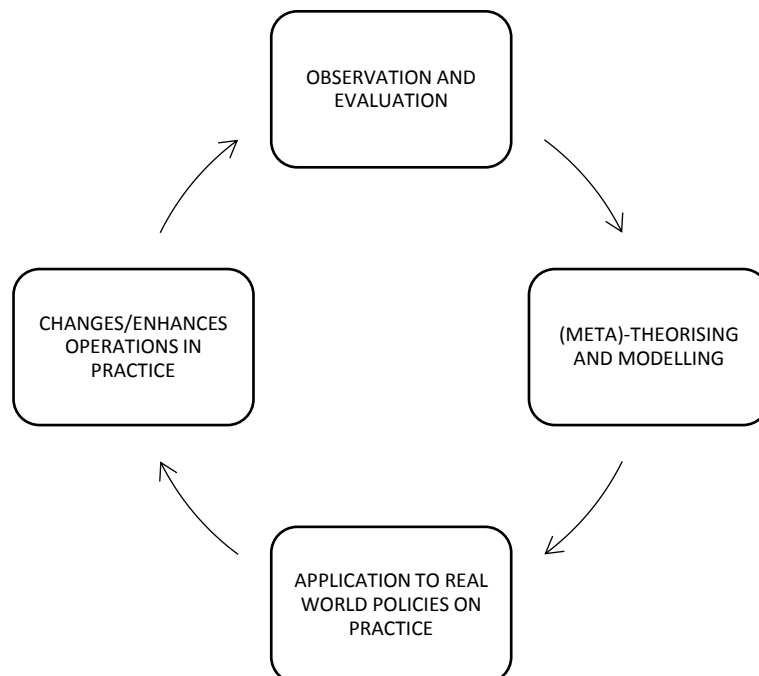 OBSERVATION AND
EVALUATION
(META)-THEORISING
AND MODELLING
APPLICATION TO REAL
WORLD POLICIES ON
PRACTICE
CHANGES/ENHANCES
OPERATIONS IN
PRACTICE